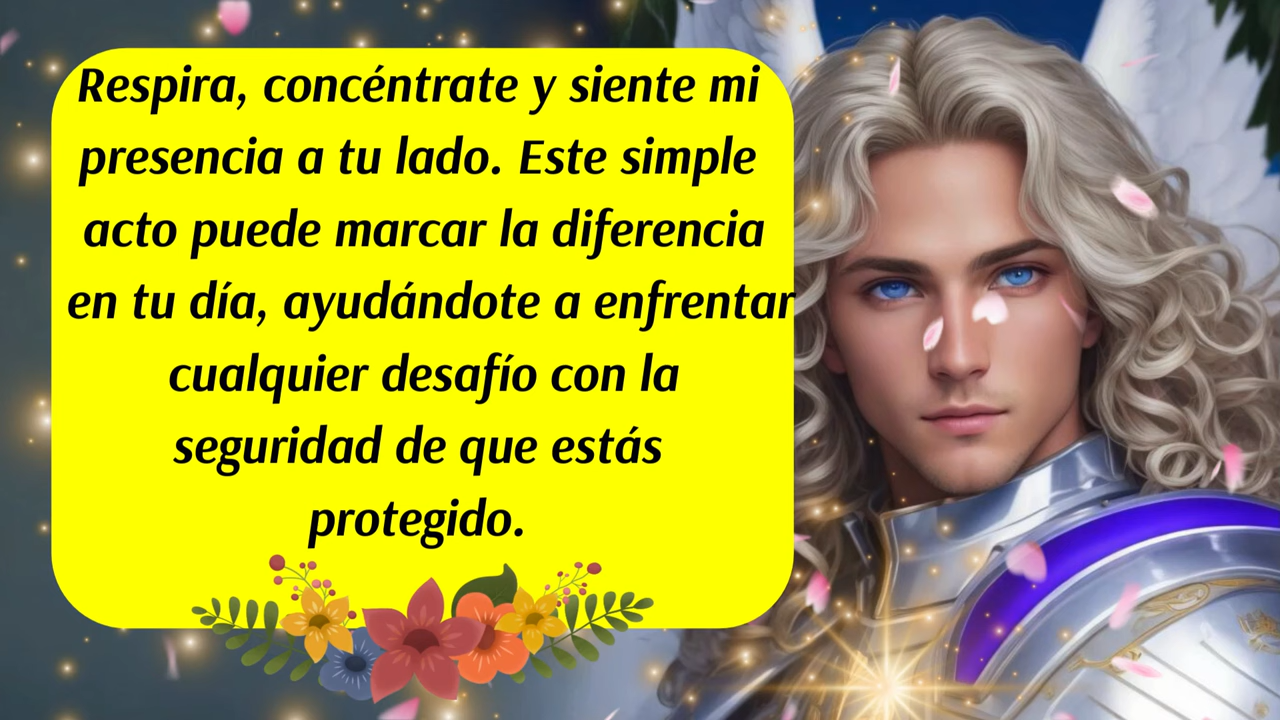 Respira, concéntrate y siente mi
presencia a tu lado. Este simple
acto puede marcar la diferencia
en tu día, ayudándote a enfrentar
cualquier desafío con la
seguridad de que estás
protegido.